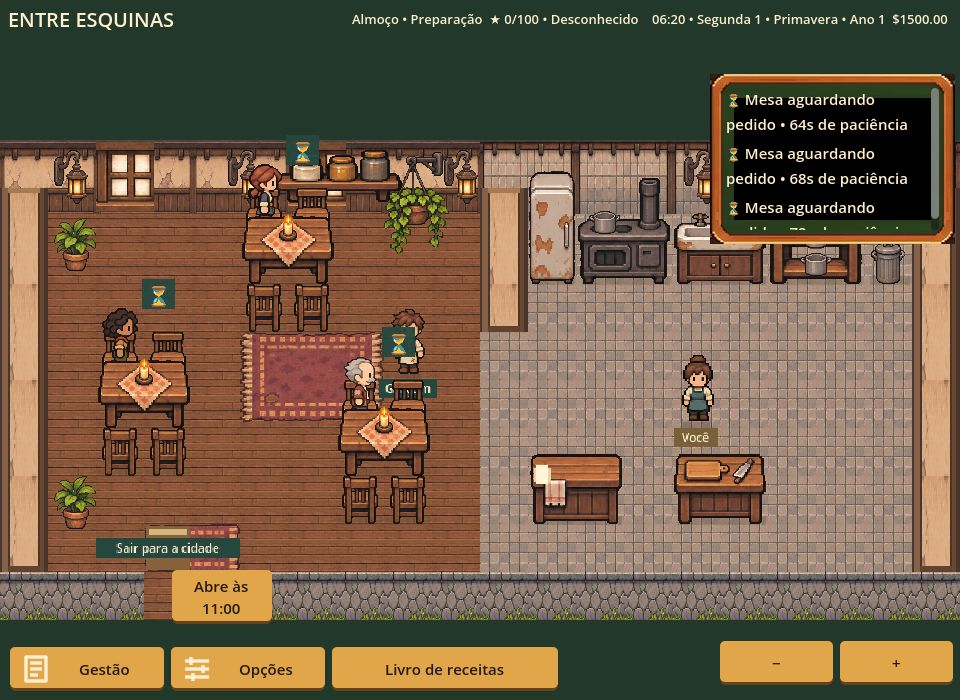 ENTRE ESQUINAS
Almoço • Preparação ★ 0/100 • Desconhecido 06:20 • Segunda 1 • Primavera • Ano 1 $1500.00
⏳ Mesa aguardando
pedido • 64s de paciência
⏳ Mesa aguardando
pedido • 68s de paciência
⏳ Mesa aguardando
Você
Sair para a cidade
Abre às
11:00
Gestão
Opções
Livro de receitas
−
+